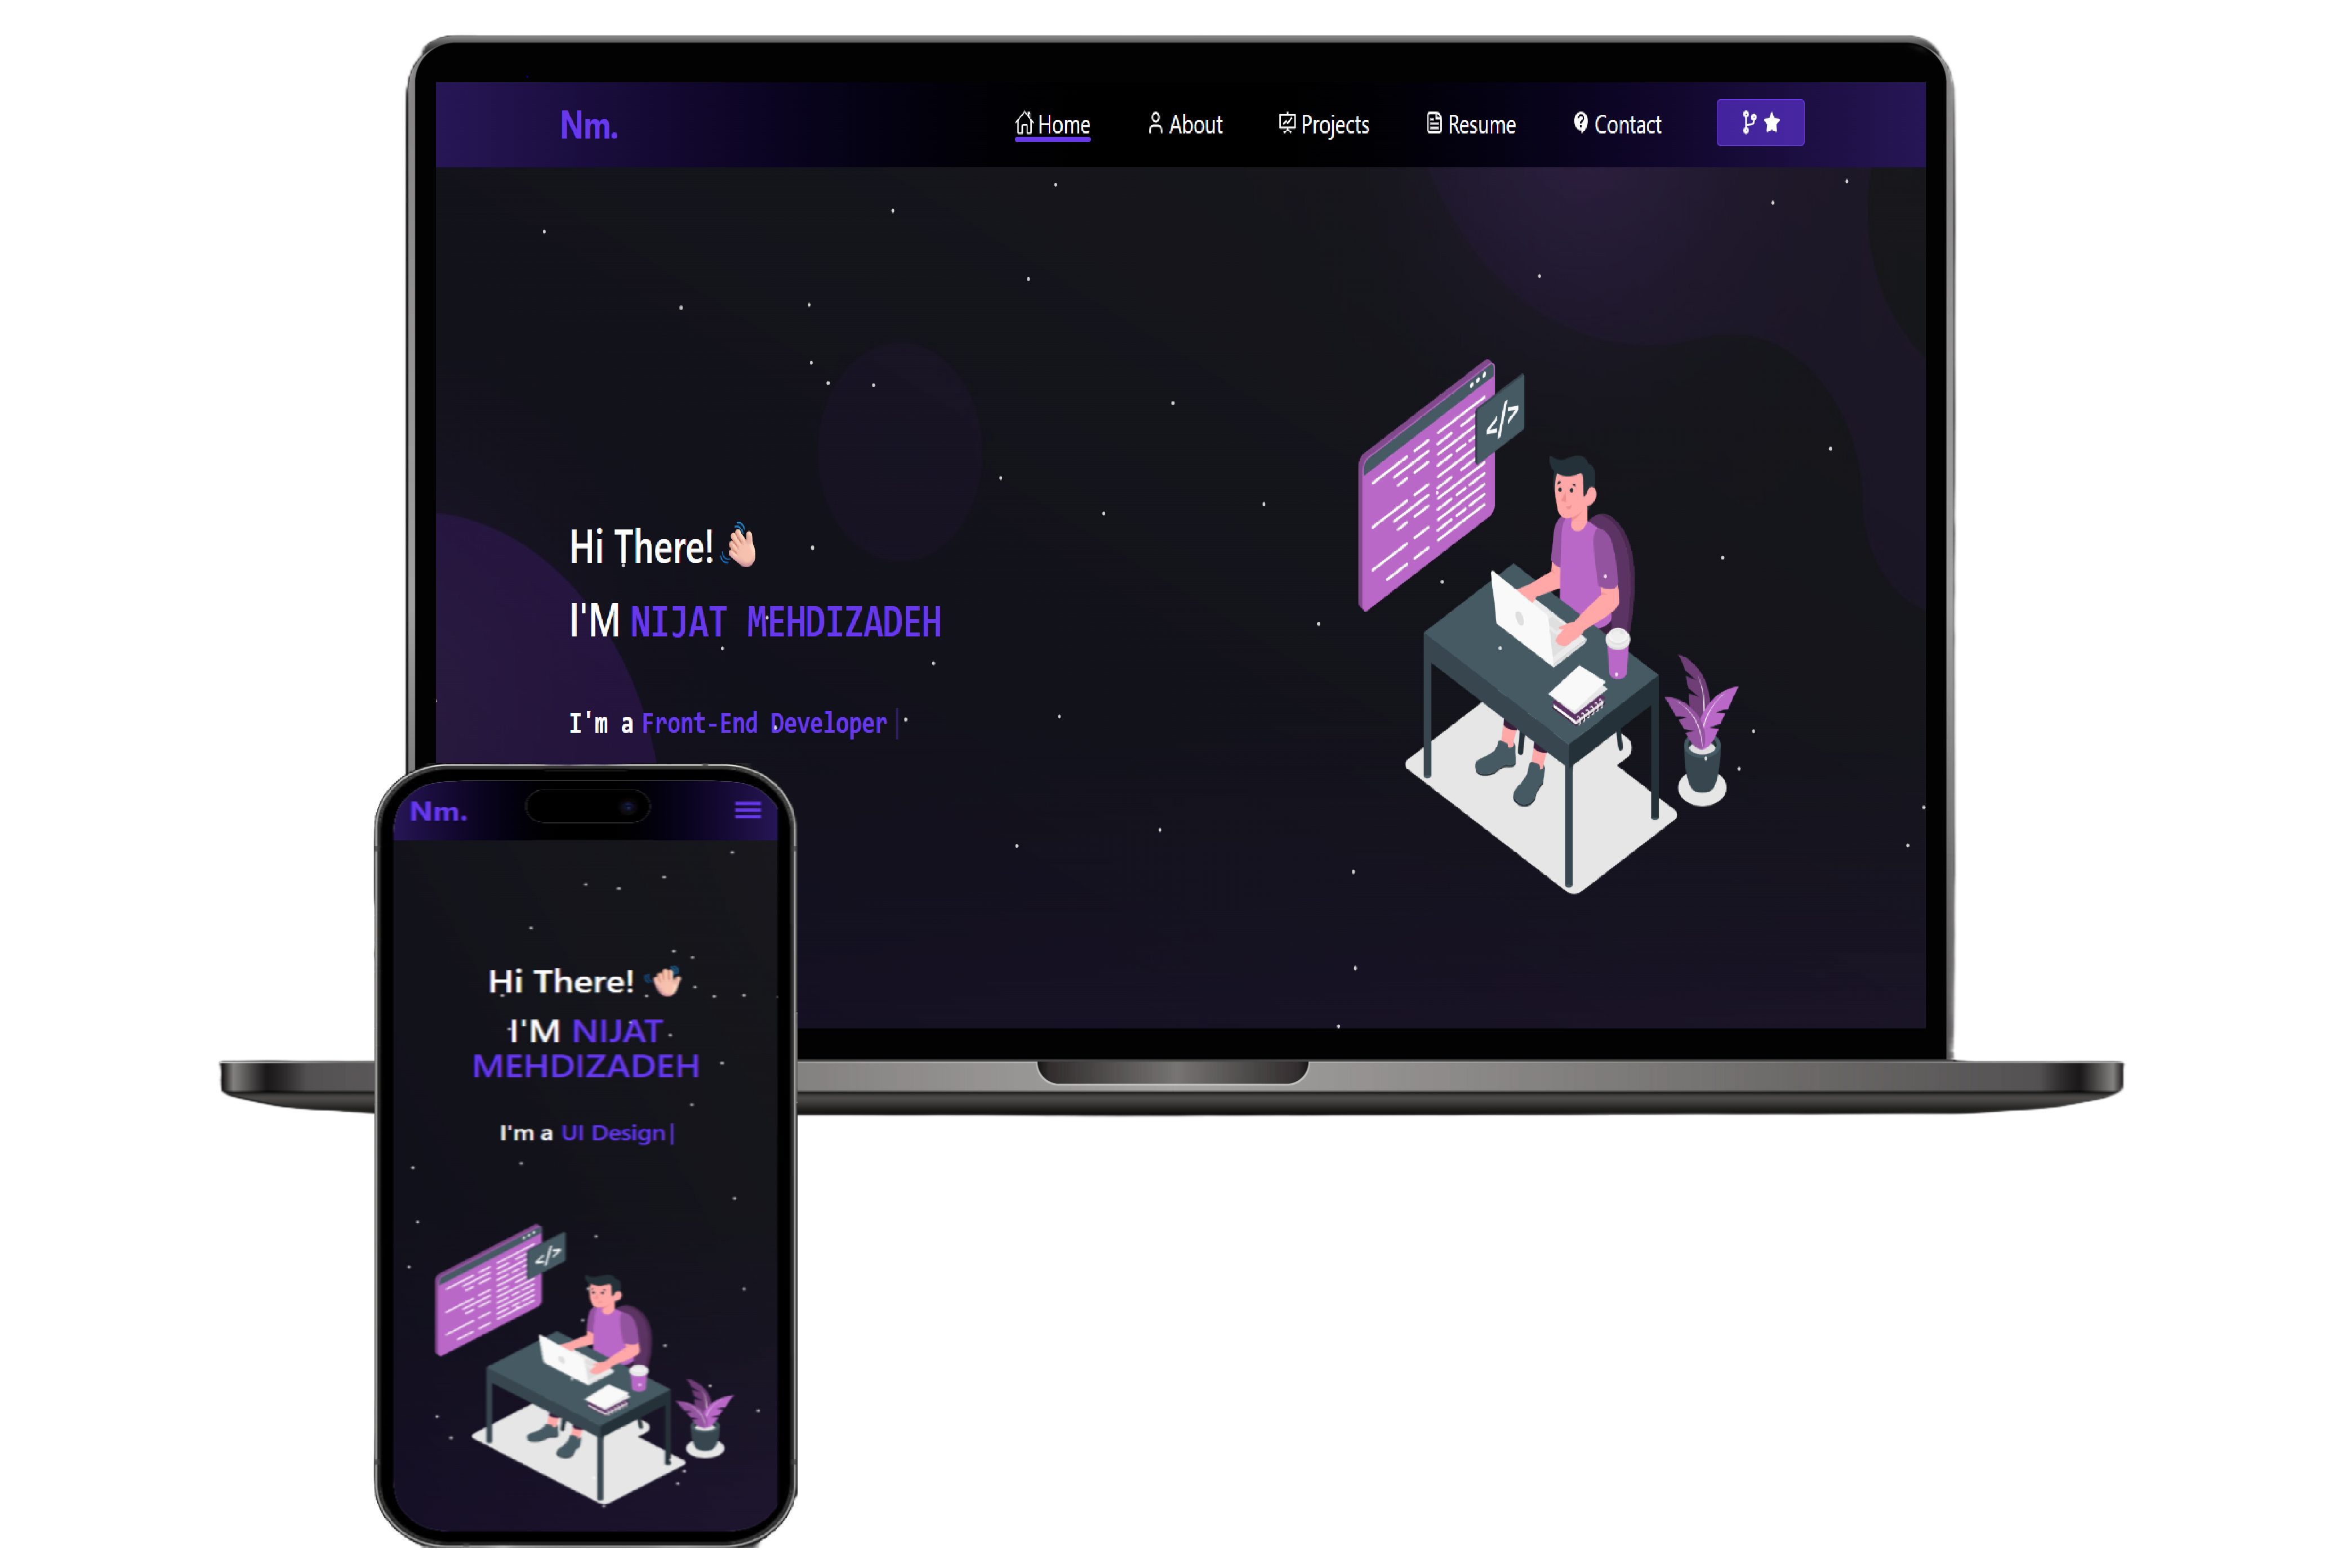 Nm.
Home About Projects Resume Contact
</>
Hi There!
I'M NIJAT MEHDIZADEH
I'm a Front-End Developer
Nm.
Hi There!
I'M NIJAT
MEHDIZADEH
I'm a UI Design
</>